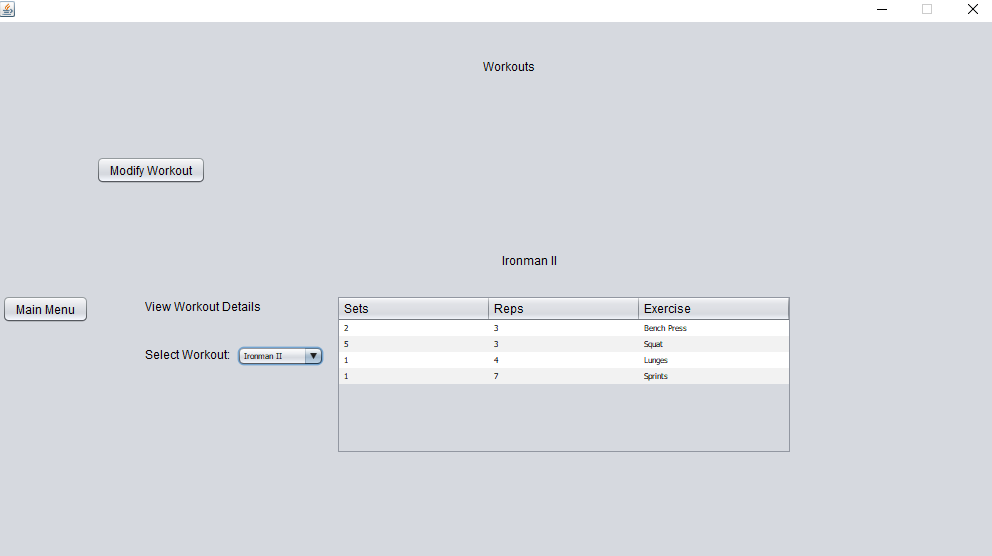 Workouts
Modify Workout
Ironman II
Main Menu
View Workout Details
Select Workout: Ironman II
Sets Reps Exercise
2 3 Bench Press
5 3 Squat
1 4 Lunges
1 7 Sprints